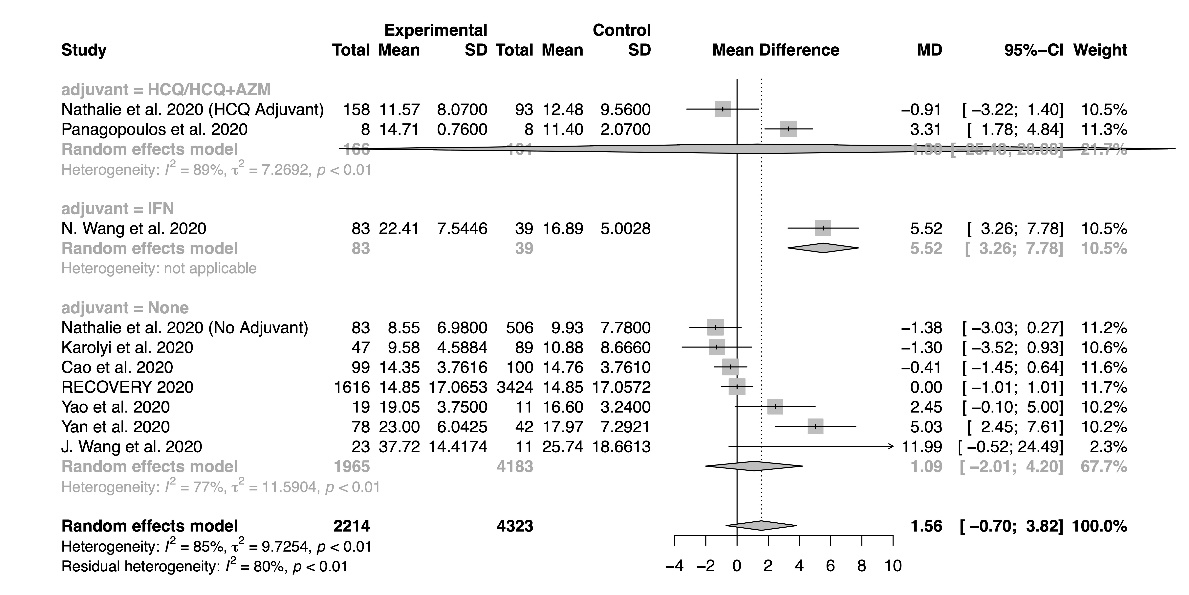 Experimental Control
Study Total Mean SD Total Mean SD Mean Difference MD 95%−CI Weight
adjuvant = HCQ/HCQ+AZM
Nathalie et al. 2020 (HCQ Adjuvant) 158 11.57 8.0700 93 12.48 9.5600 −0.91 [ −3.22; 1.40] 10.5%
Panagopoulos et al. 2020 8 14.71 0.7600 8 11.40 2.0700 3.31 [ 1.78; 4.84] 11.3%
Random effects model 166 101 21.7%
Heterogeneity: I² = 89%, τ² = 7.2692, p < 0.01
adjuvant = IFN
N. Wang et al. 2020 83 22.41 7.5446 39 16.89 5.0028 5.52 [ 3.26; 7.78] 10.5%
Random effects model 83 39 5.52 [ 3.26; 7.78] 10.5%
Heterogeneity: not applicable
adjuvant = None
Nathalie et al. 2020 (No Adjuvant) 83 8.55 6.9800 506 9.93 7.7800 −1.38 [ −3.03; 0.27] 11.2%
Karolyi et al. 2020 47 9.58 4.5884 89 10.88 8.6660 −1.30 [ −3.52; 0.93] 10.6%
Cao et al. 2020 99 14.35 3.7616 100 14.76 3.7610 −0.41 [ −1.45; 0.64] 11.6%
RECOVERY 2020 1616 14.85 17.0653 3424 14.85 17.0572 0.00 [ −1.01; 1.01] 11.7%
Yao et al. 2020 19 19.05 3.7500 11 16.60 3.2400 2.45 [ −0.10; 5.00] 10.2%
Yan et al. 2020 78 23.00 6.0425 42 17.97 7.2921 5.03 [ 2.45; 7.61] 10.2%
J. Wang et al. 2020 23 37.72 14.4174 11 25.74 18.6613 11.99 [ −0.52; 24.49] 2.3%
Random effects model 1965 4183 1.09 [ −2.01; 4.20] 67.7%
Heterogeneity: I² = 77%, τ² = 11.5904, p < 0.01
Random effects model 2214 4323 1.56 [ −0.70; 3.82] 100.0%
Heterogeneity: I² = 85%, τ² = 9.7254, p < 0.01
Residual heterogeneity: I² = 80%, p < 0.01
−4 −2 0 2 4 6 8 10